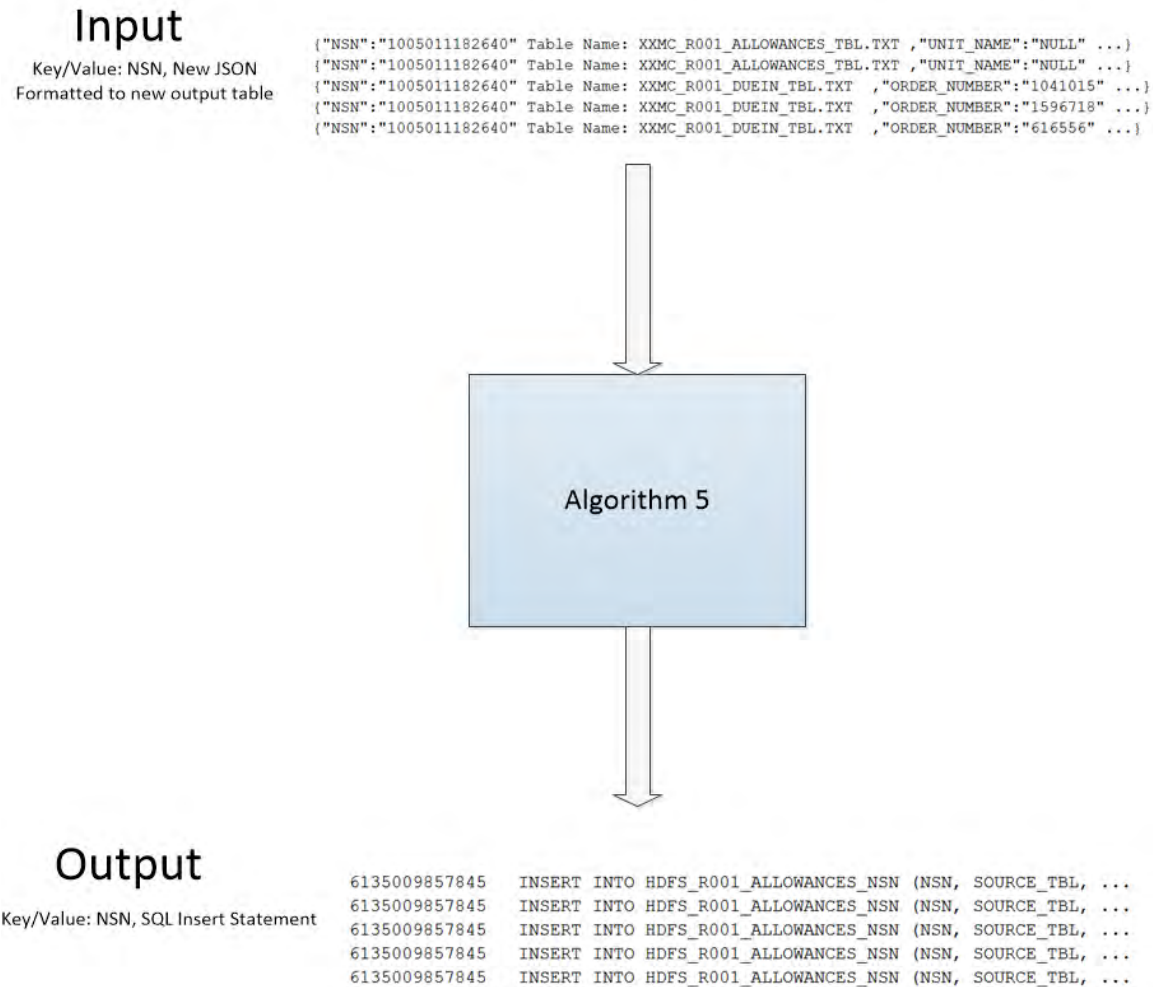 Input
Key/Value: NSN, New JSON
Formatted to new output table
{"NSN":"1005011182640" Table Name: XXMC_R001_ALLOWANCES_TBL.TXT ,"UNIT_NAME":"NULL" ...}
{"NSN":"1005011182640" Table Name: XXMC_R001_ALLOWANCES_TBL.TXT ,"UNIT_NAME":"NULL" ...}
{"NSN":"1005011182640" Table Name: XXMC_R001_DUEIN_TBL.TXT ,"ORDER_NUMBER":"1041015" ...}
{"NSN":"1005011182640" Table Name: XXMC_R001_DUEIN_TBL.TXT ,"ORDER_NUMBER":"1596718" ...}
{"NSN":"1005011182640" Table Name: XXMC_R001_DUEIN_TBL.TXT ,"ORDER_NUMBER":"616556" ...}
Algorithm 5
Output
Key/Value: NSN, SQL Insert Statement
6135009857845 INSERT INTO HDFS_R001_ALLOWANCES_NSN (NSN, SOURCE_TBL, ...
6135009857845 INSERT INTO HDFS_R001_ALLOWANCES_NSN (NSN, SOURCE_TBL, ...
6135009857845 INSERT INTO HDFS_R001_ALLOWANCES_NSN (NSN, SOURCE_TBL, ...
6135009857845 INSERT INTO HDFS_R001_ALLOWANCES_NSN (NSN, SOURCE_TBL, ...
6135009857845 INSERT INTO HDFS_R001_ALLOWANCES_NSN (NSN, SOURCE_TBL, ...